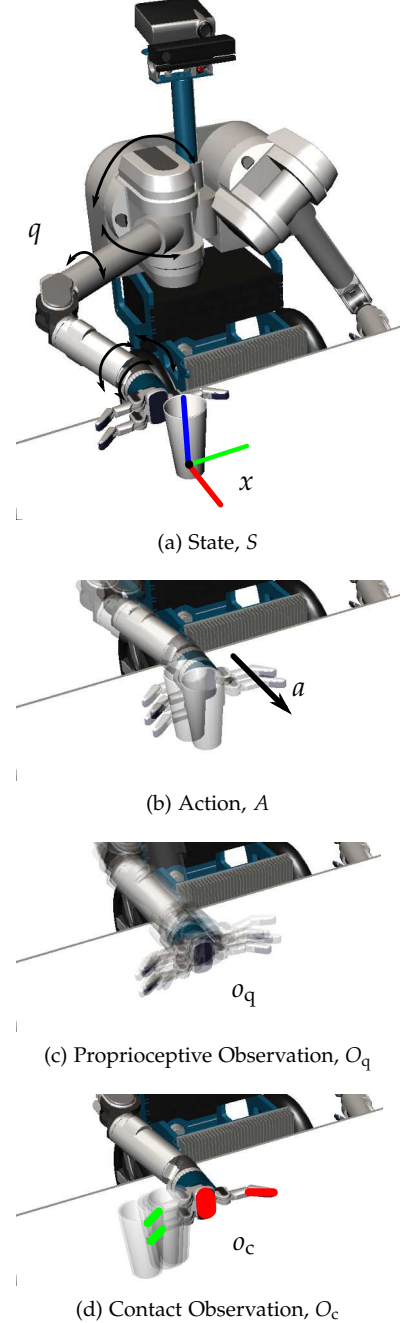 q
x
(a) State, S
a
(b) Action, A
o_q
(c) Proprioceptive Observation, O_q
o_c
(d) Contact Observation, O_c